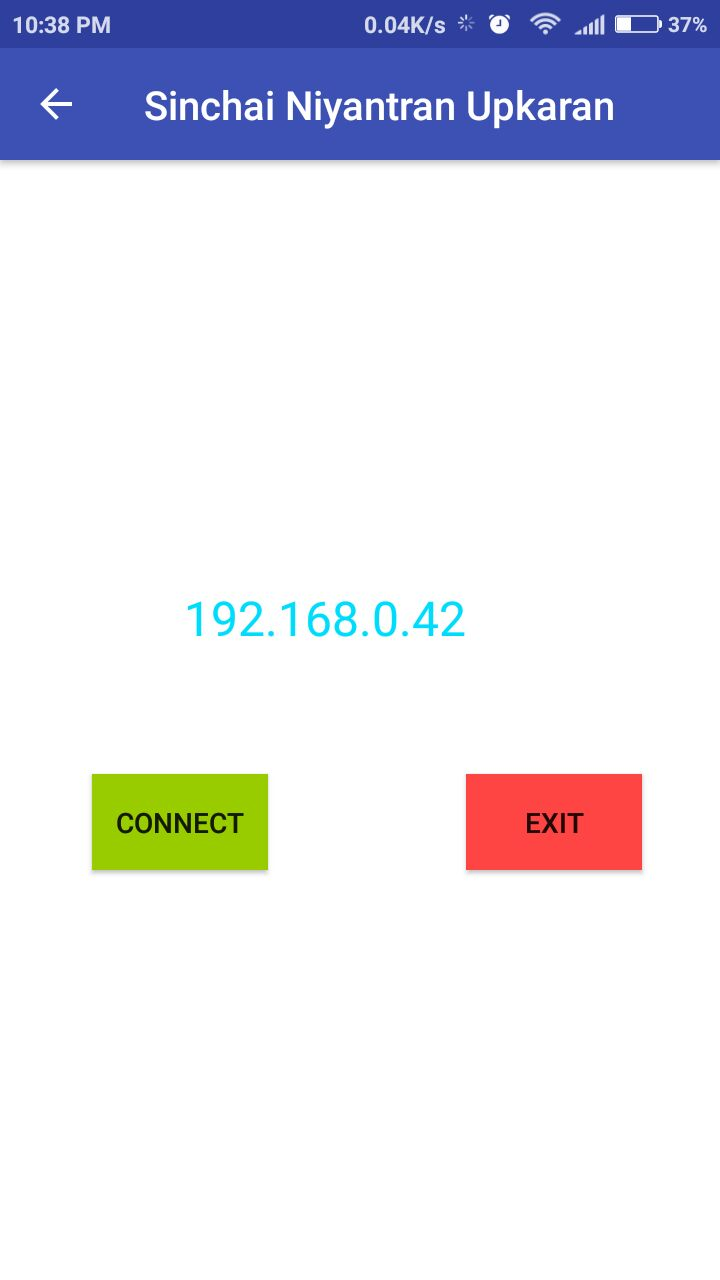 10:38 PM 0.04K/s 37%
Sinchai Niyantran Upkaran
192.168.0.42
CONNECT EXIT